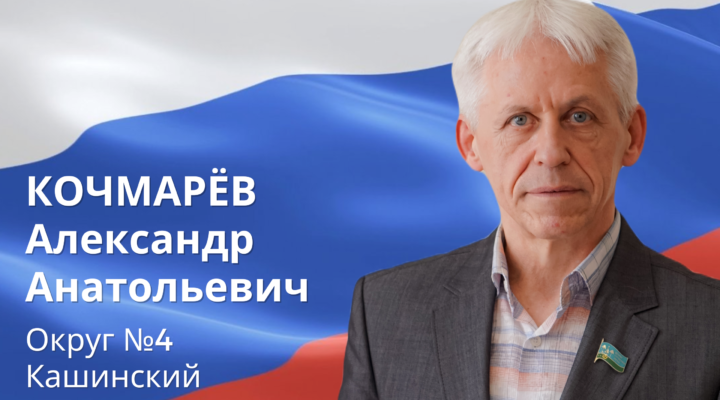 КОЧМАРЁВ
Александр
Анатольевич
Округ №4
Кашинский